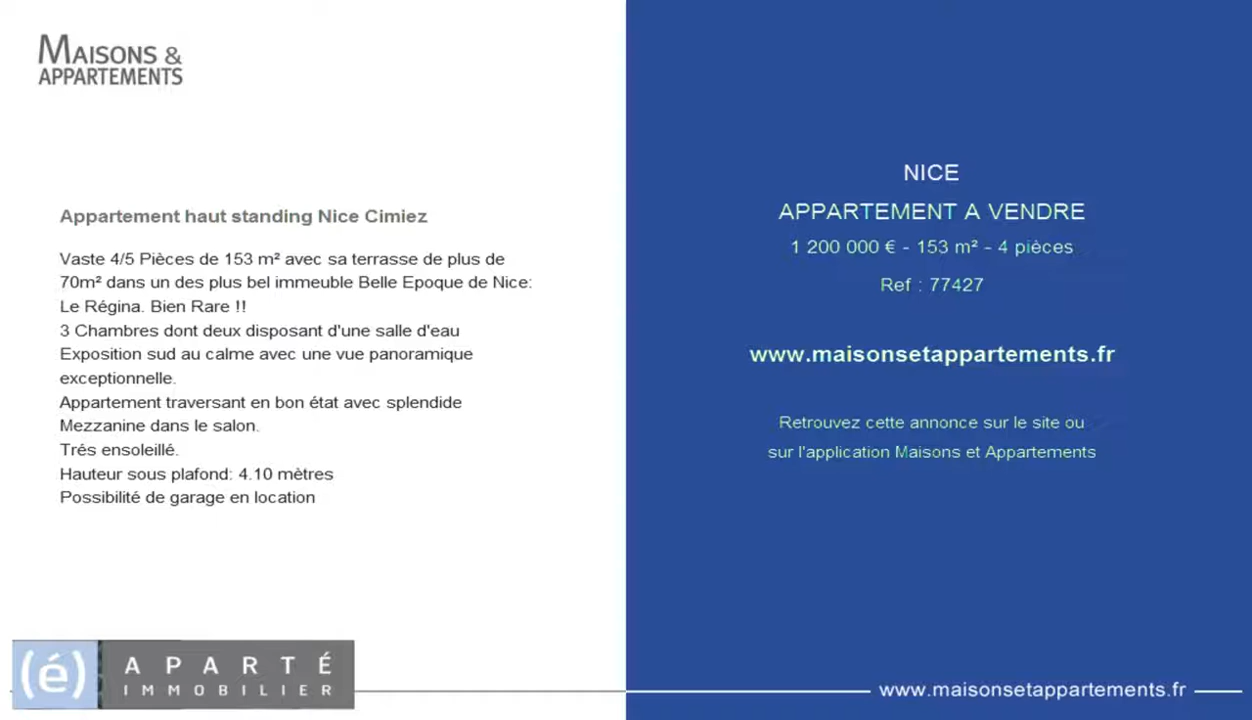 MAISONS &
APPARTEMENTS
Appartement haut standing Nice Cimiez
Vaste 4/5 Pièces de 153 m² avec sa terrasse de plus de
70m² dans un des plus bel immeuble Belle Epoque de Nice:
Le Régina. Bien Rare !!
3 Chambres dont deux disposant d'une salle d'eau
Exposition sud au calme avec une vue panoramique
exceptionnelle.
Appartement traversant en bon état avec splendide
Mezzanine dans le salon.
Trés ensoleillé.
Hauteur sous plafond: 4.10 mètres
Possibilité de garage en location
(é) APARTÉ
IMMOBILIER
NICE
APPARTEMENT A VENDRE
1 200 000 € - 153 m² - 4 pièces
Ref : 77427
www.maisonsetappartements.fr
Retrouvez cette annonce sur le site ou
sur l'application Maisons et Appartements
www.maisonsetappartements.fr